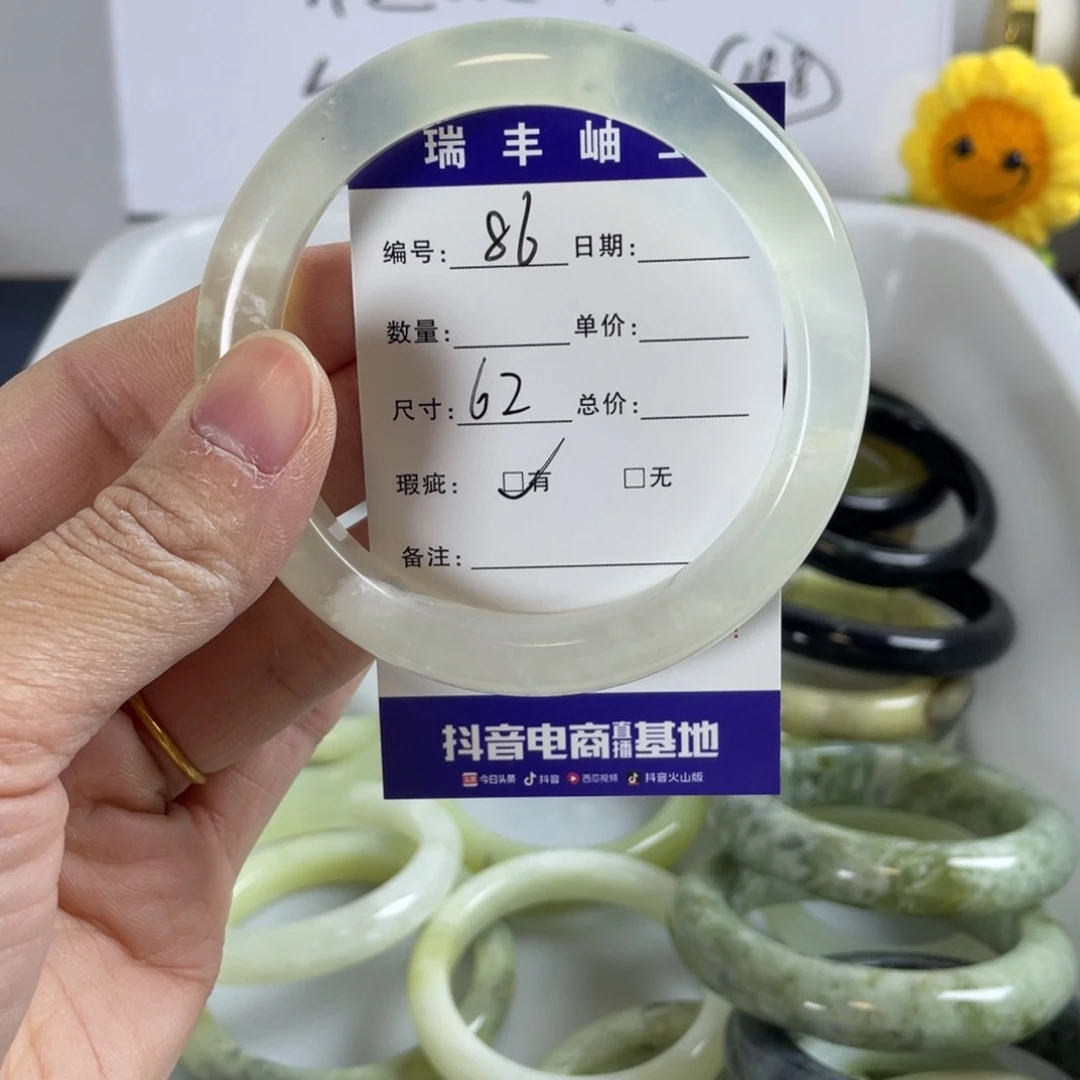 瑞丰岫
编号: 86 日期:
数量: 单价:
尺寸: 62 总价:
瑕疵: □✓有 □无
备注:
抖音电商直播基地
今日头条 抖音 西瓜视频 抖音火山版